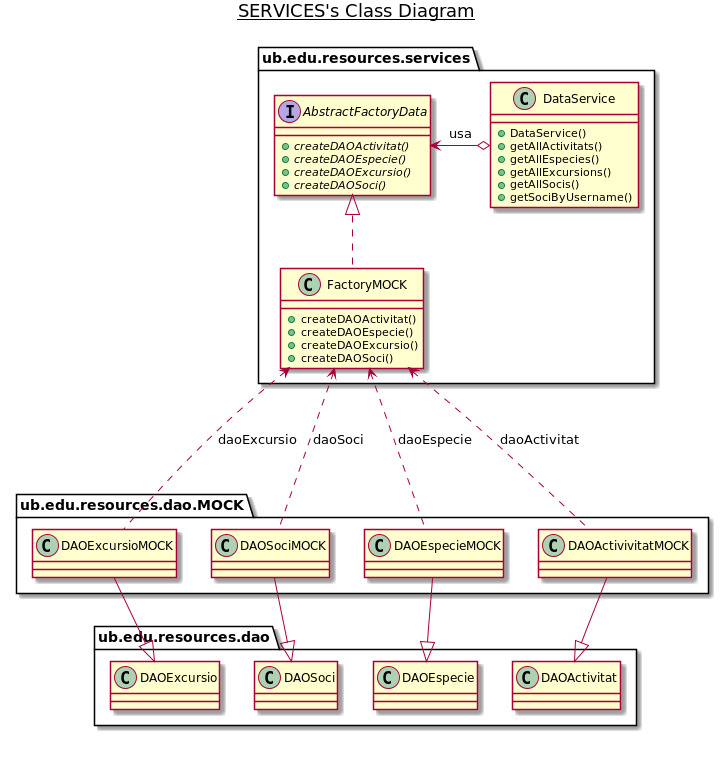 SERVICES's Class Diagram
ub.edu.resources.services
I AbstractFactoryData
createDAOActivitat()
createDAOEspecie()
createDAOExcursio()
createDAOSoci()
usa
C DataService
DataService()
getAllActivitats()
getAllEspecies()
getAllExcursions()
getAllSocis()
getSociByUsername()
C FactoryMOCK
createDAOActivitat()
createDAOEspecie()
createDAOExcursio()
createDAOSoci()
daoExcursio
daoSoci
daoEspecie
daoActivitat
ub.edu.resources.dao.MOCK
C DAOExcursioMOCK
C DAOSociMOCK
C DAOEspecieMOCK
C DAOActivivitatMOCK
ub.edu.resources.dao
C DAOExcursio
C DAOSoci
C DAOEspecie
C DAOActivitat